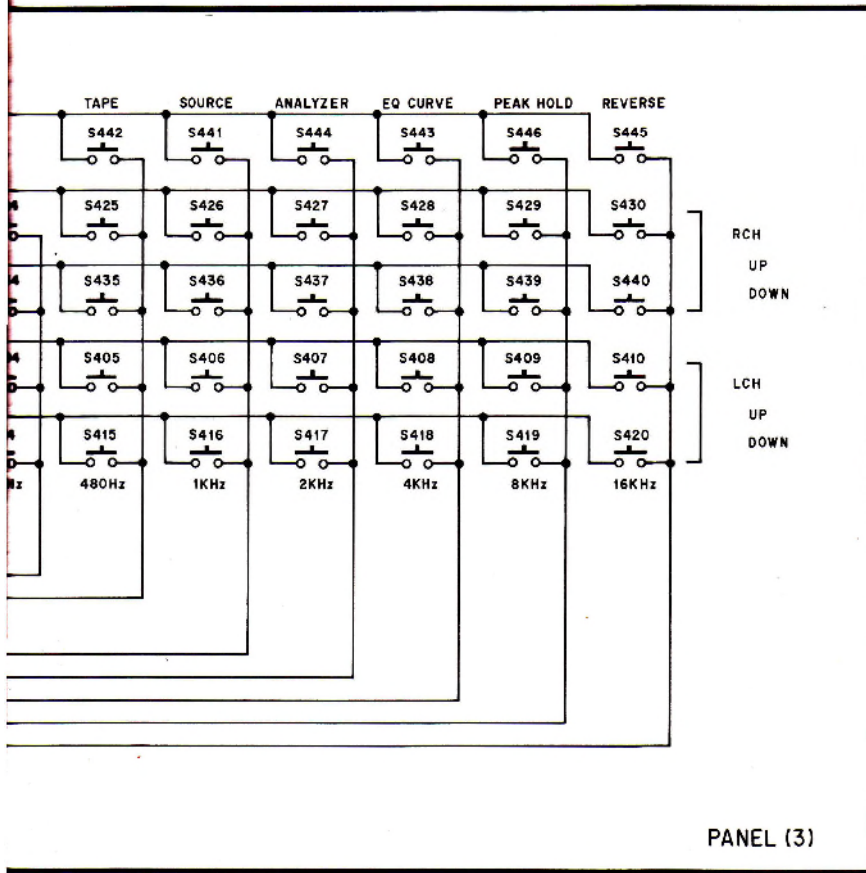 TAPE SOURCE ANALYZER EQ CURVE PEAK HOLD REVERSE
S442 S441 S444 S443 S446 S445
S425 S426 S427 S428 S429 S430
RCH
UP
S435 S436 S437 S438 S439 S440
DOWN
S405 S406 S407 S408 S409 S410
LCH
UP
S415 S416 S417 S418 S419 S420
DOWN
480Hz 1KHz 2KHz 4KHz 8KHz 16KHz
PANEL (3)